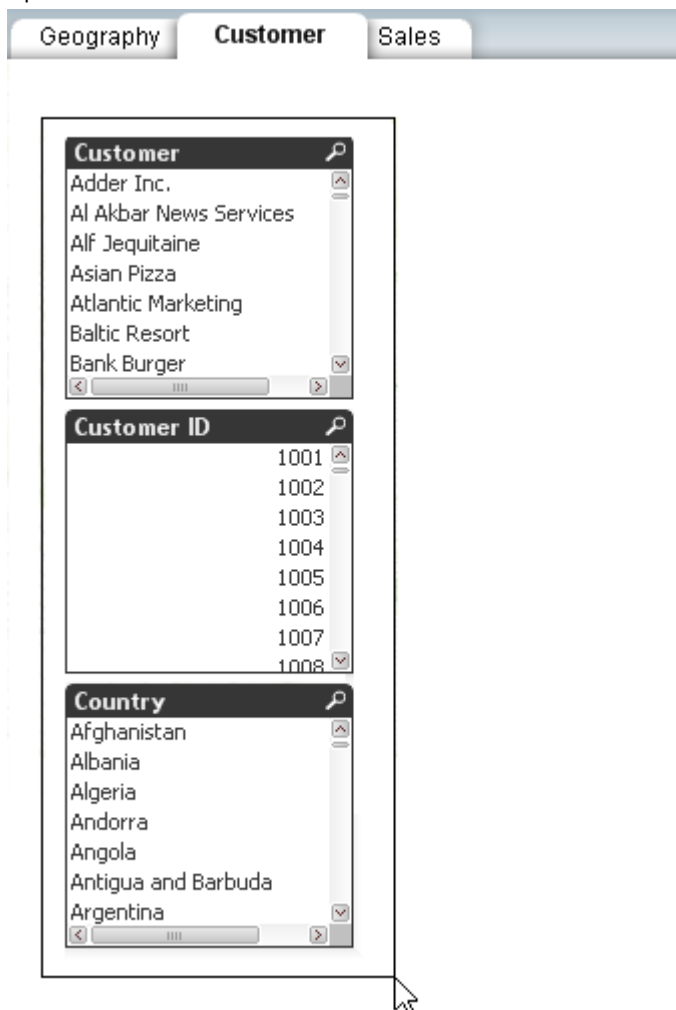 Geography Customer Sales
Customer
Adder Inc.
Al Akbar News Services
Alf Jequitaine
Asian Pizza
Atlantic Marketing
Baltic Resort
Bank Burger
Customer ID
1001
1002
1003
1004
1005
1006
1007
1008
Country
Afghanistan
Albania
Algeria
Andorra
Angola
Antigua and Barbuda
Argentina